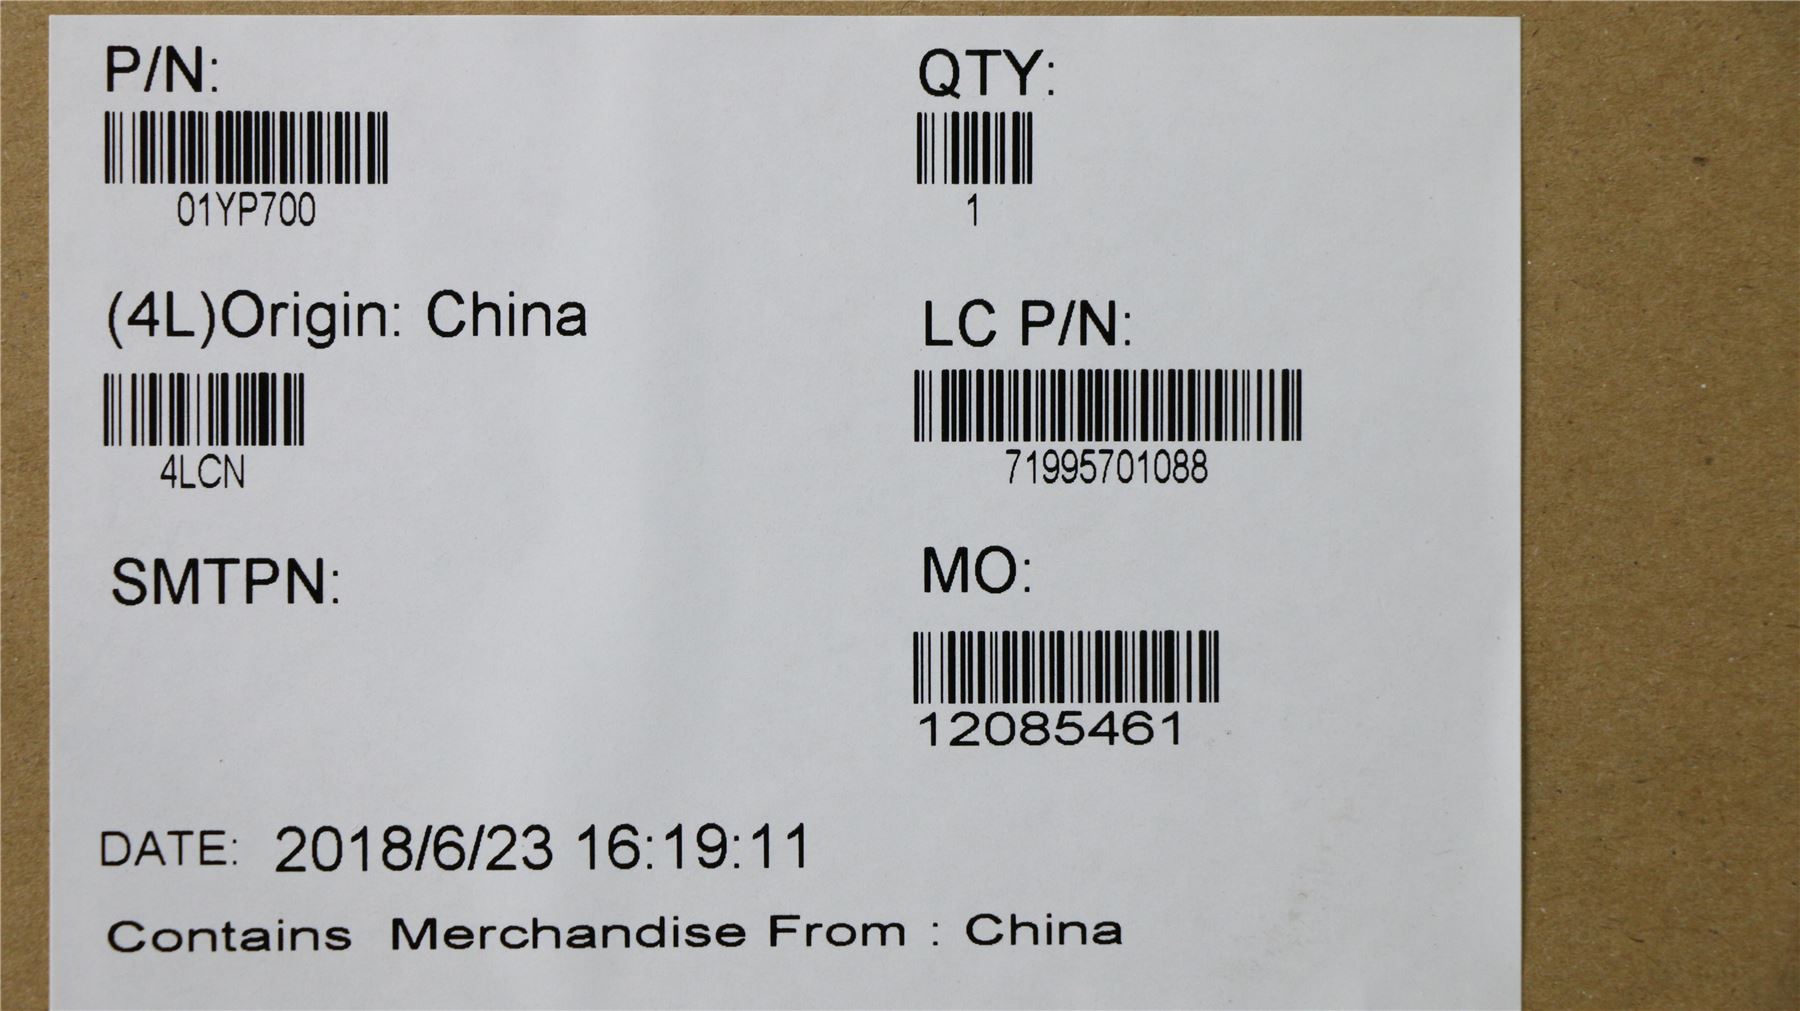 P/N:
01YP700
QTY:
1
(4L)Origin: China
4LCN
LC P/N:
71995701088
SMTPN:
MO:
12085461
DATE: 2018/6/23 16:19:11
Contains Merchandise From : China